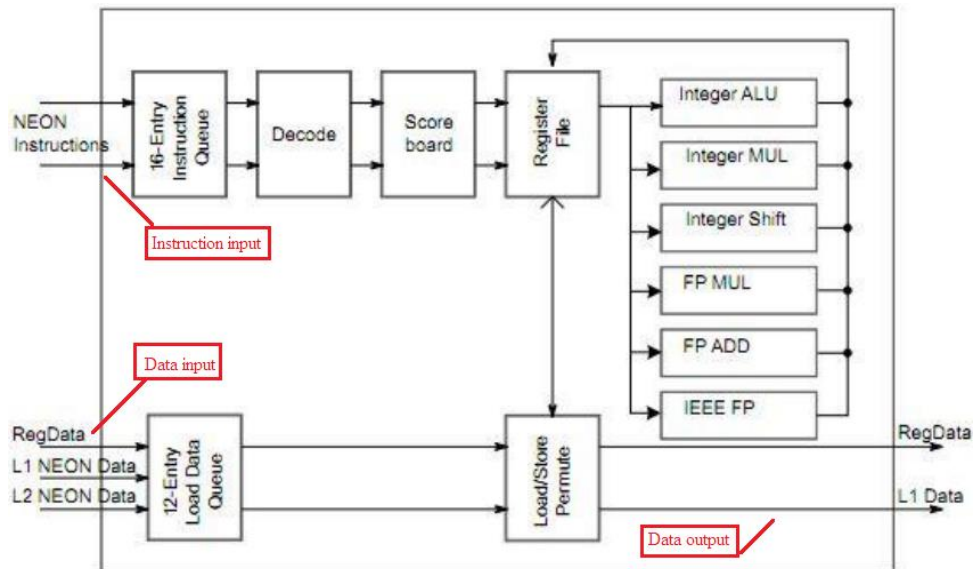 NEON
Instructions
16-Entry
Instruction
Queue
Decode
Score
board
Register
File
Integer ALU
Integer MUL
Integer Shift
FP MUL
FP ADD
IEEE FP
Instruction input
Data input
RegData
L1 NEON Data
L2 NEON Data
12-Entry
Load Data
Queue
Load/Store
Permute
RegData
L1 Data
Data output